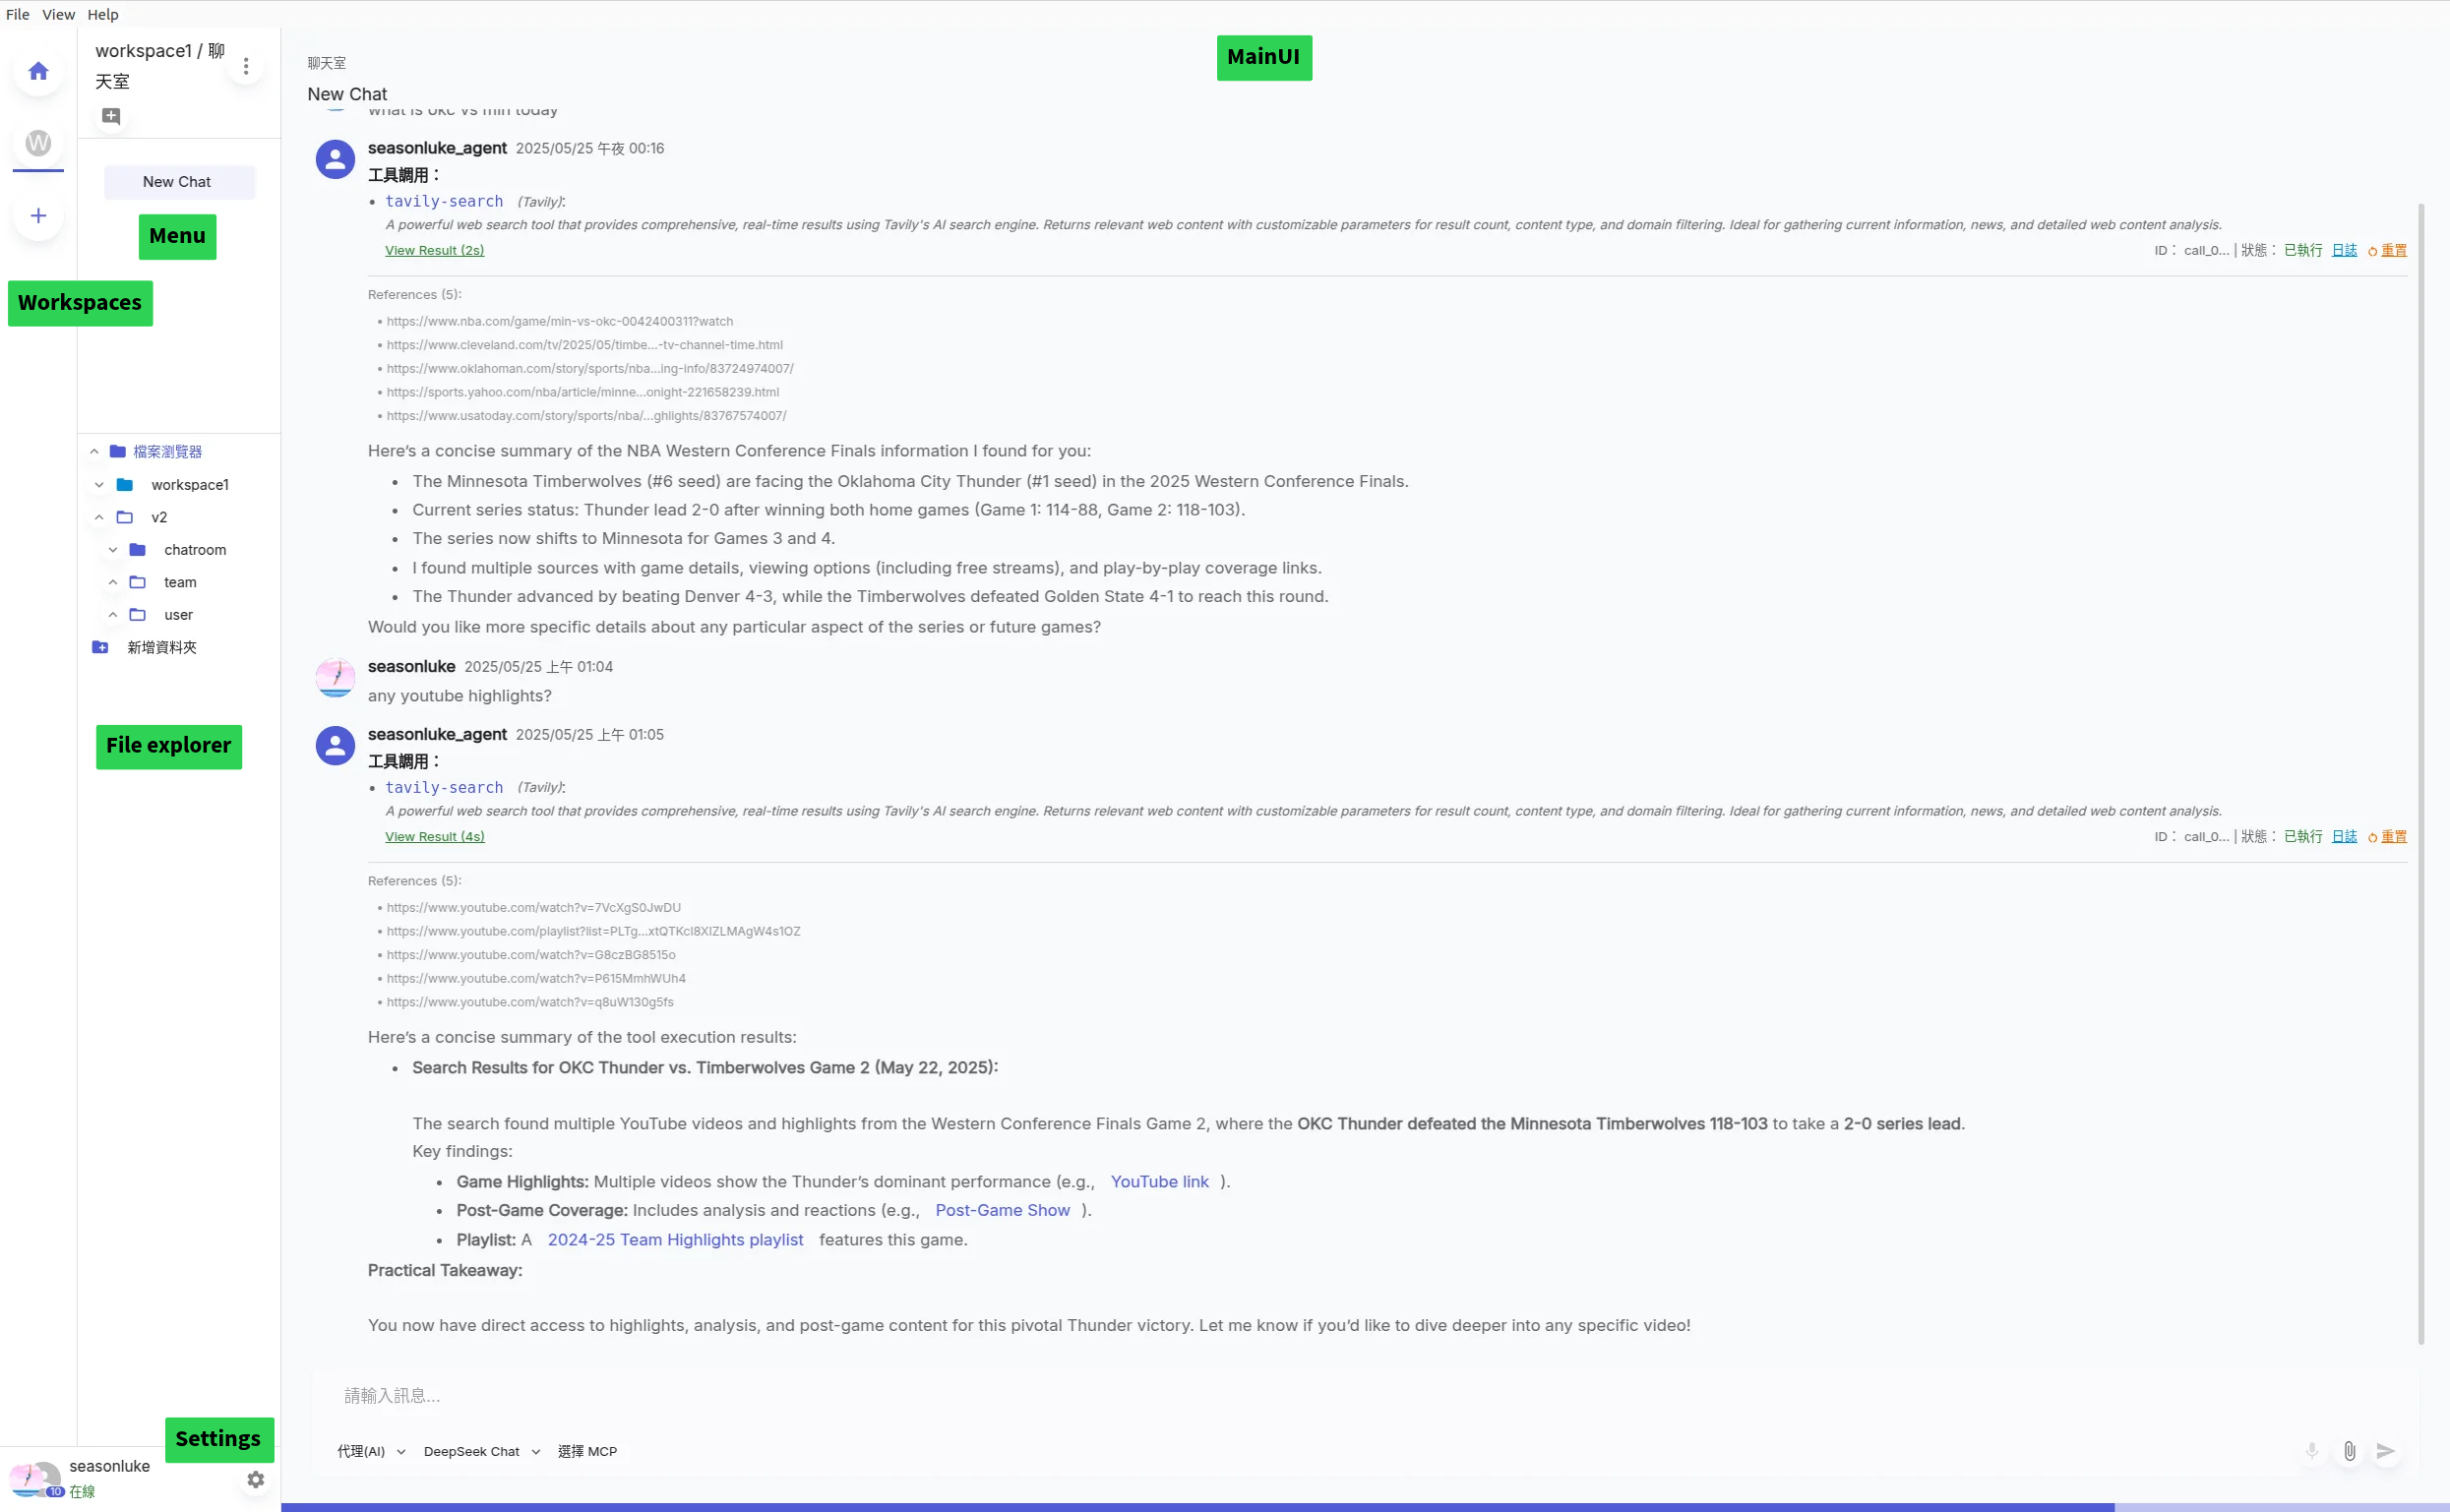 File View Help
workspace1 / 聊
天室
W
New Chat
Menu
Workspaces
檔案瀏覽器
workspace1
v2
chatroom
team
user
新增資料夾
File explorer
Settings
seasonluke
10 在線
MainUI
聊天室
New Chat
what is okc vs min today
seasonluke_agent 2025/05/25 午夜 00:16
工具調用：
• tavily-search (Tavily):
A powerful web search tool that provides comprehensive, real-time results using Tavily's AI search engine. Returns relevant web content with customizable parameters for result count, content type, and domain filtering. Ideal for gathering current information, news, and detailed web content analysis.
View Result (2s) ID： call_0... | 狀態： 已執行 日誌 重置
References (5):
• https://www.nba.com/game/min-vs-okc-0042400311?watch
• https://www.cleveland.com/tv/2025/05/timbe...-tv-channel-time.html
• https://www.oklahoman.com/story/sports/nba...ing-info/83724974007/
• https://sports.yahoo.com/nba/article/minne...onight-221658239.html
• https://www.usatoday.com/story/sports/nba/...ghlights/83767574007/
Here's a concise summary of the NBA Western Conference Finals information I found for you:
• The Minnesota Timberwolves (#6 seed) are facing the Oklahoma City Thunder (#1 seed) in the 2025 Western Conference Finals.
• Current series status: Thunder lead 2-0 after winning both home games (Game 1: 114-88, Game 2: 118-103).
• The series now shifts to Minnesota for Games 3 and 4.
• I found multiple sources with game details, viewing options (including free streams), and play-by-play coverage links.
• The Thunder advanced by beating Denver 4-3, while the Timberwolves defeated Golden State 4-1 to reach this round.
Would you like more specific details about any particular aspect of the series or future games?
seasonluke 2025/05/25 上午 01:04
any youtube highlights?
seasonluke_agent 2025/05/25 上午 01:05
工具調用：
• tavily-search (Tavily):
A powerful web search tool that provides comprehensive, real-time results using Tavily's AI search engine. Returns relevant web content with customizable parameters for result count, content type, and domain filtering. Ideal for gathering current information, news, and detailed web content analysis.
View Result (4s) ID： call_0... | 狀態： 已執行 日誌 重置
References (5):
• https://www.youtube.com/watch?v=7VcXgS0JwDU
• https://www.youtube.com/playlist?list=PLTg...xtQTKcl8XIZLMAgW4s1OZ
• https://www.youtube.com/watch?v=G8czBG8515o
• https://www.youtube.com/watch?v=P615MmhWUh4
• https://www.youtube.com/watch?v=q8uW130g5fs
Here's a concise summary of the tool execution results:
• Search Results for OKC Thunder vs. Timberwolves Game 2 (May 22, 2025):
The search found multiple YouTube videos and highlights from the Western Conference Finals Game 2, where the OKC Thunder defeated the Minnesota Timberwolves 118-103 to take a 2-0 series lead.
Key findings:
• Game Highlights: Multiple videos show the Thunder's dominant performance (e.g., YouTube link ).
• Post-Game Coverage: Includes analysis and reactions (e.g., Post-Game Show ).
• Playlist: A 2024-25 Team Highlights playlist features this game.
Practical Takeaway:
You now have direct access to highlights, analysis, and post-game content for this pivotal Thunder victory. Let me know if you'd like to dive deeper into any specific video!
請輸入訊息...
代理(AI) DeepSeek Chat 選擇 MCP